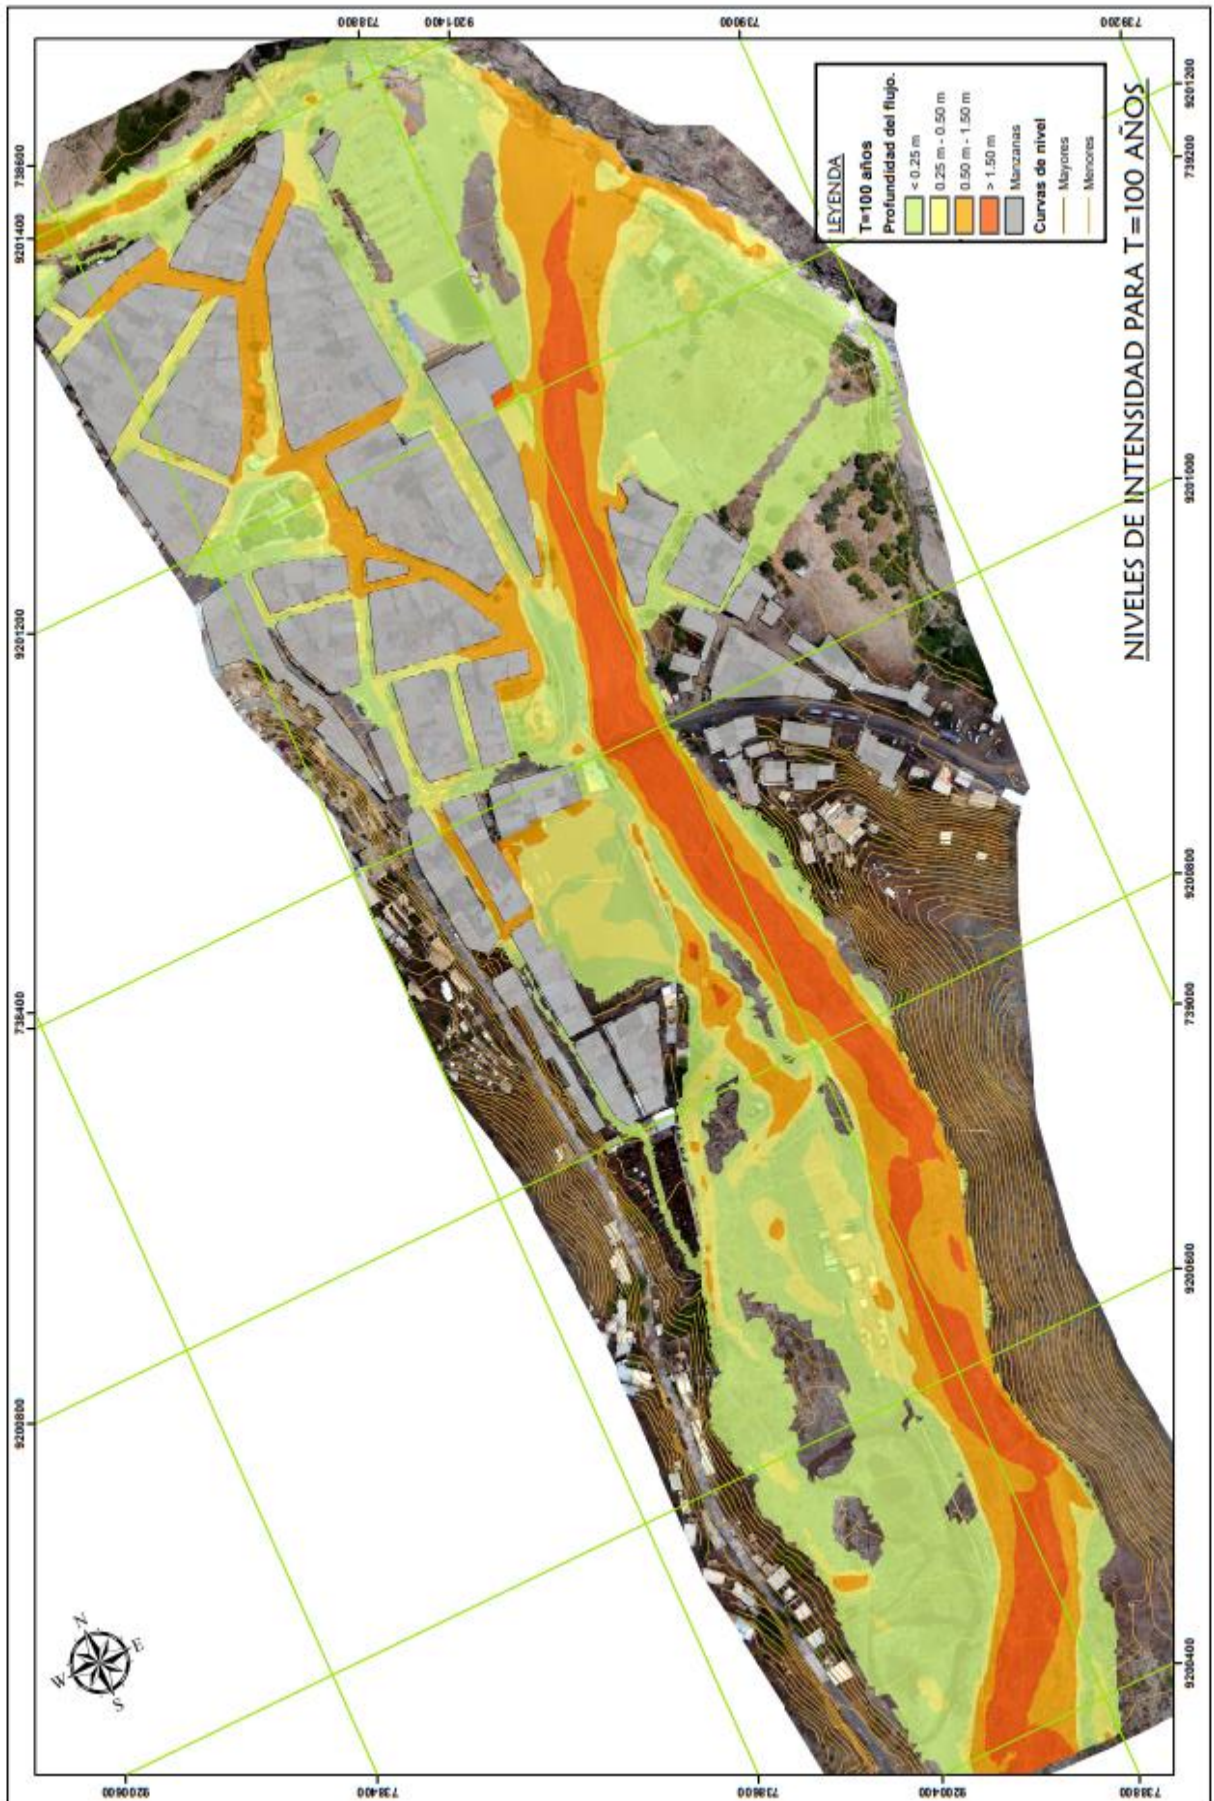 738800
9201400
739000
739200
738600
9201400
9201200
738400
9200800
9201200
739200
9201000
9200800
739000
9200600
9200400
9200600
738400
738600
9200400
738800
LEYENDA
T=100 años
Profundidad del flujo.
< 0.25 m
0.25 m - 0.50 m
0.50 m - 1.50 m
> 1.50 m
Manzanas
Curvas de nivel
Mayores
Menores
NIVELES DE INTENSIDAD PARA T=100 AÑOS
N
W
E
S